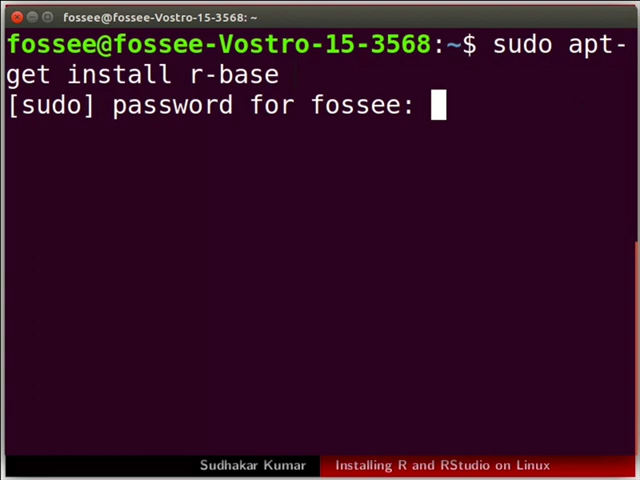 fossee@fossee-Vostro-15-3568: ~
fossee@fossee-Vostro-15-3568:~$ sudo apt-
get install r-base
[sudo] password for fossee:
Sudhakar Kumar
Installing R and RStudio on Linux